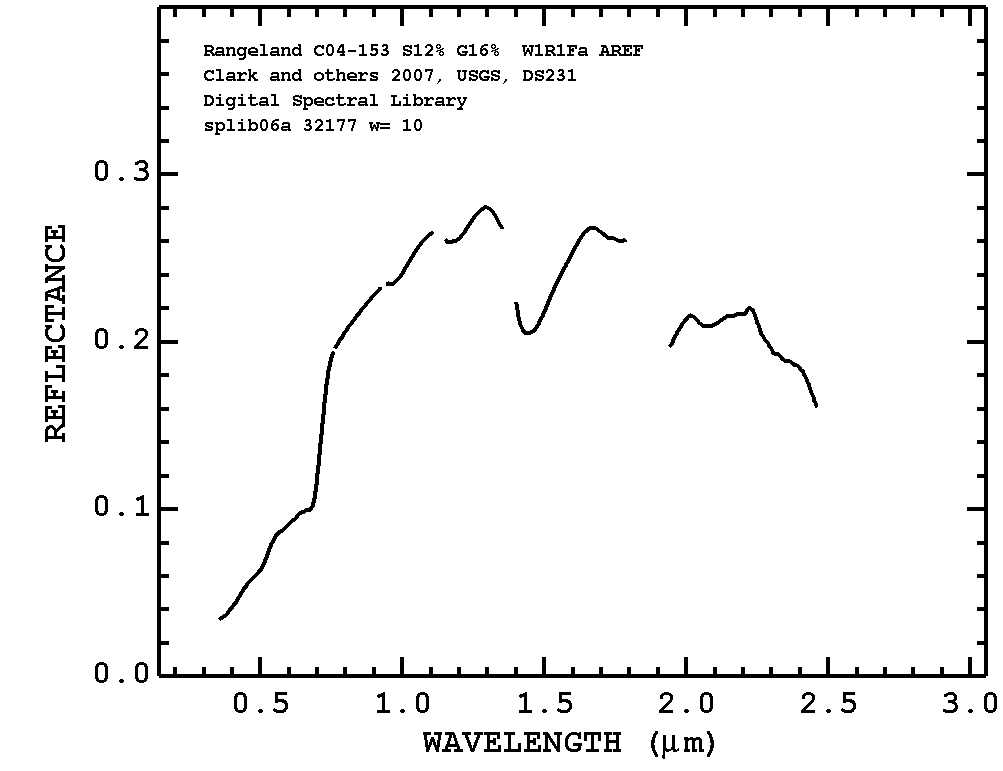 Rangeland C04-153 S12% G16% W1R1Fa AREF
Clark and others 2007, USGS, DS231
Digital Spectral Library
splib06a 32177 w= 10
REFLECTANCE
0.3
0.2
0.1
0.0
0.5 1.0 1.5 2.0 2.5 3.0
WAVELENGTH (μm)